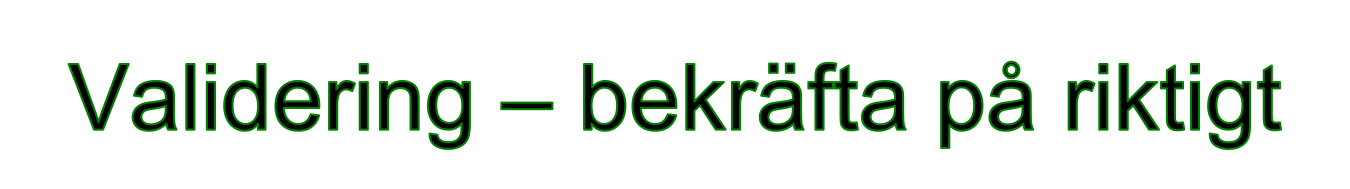 Validering – bekräfta på riktigt